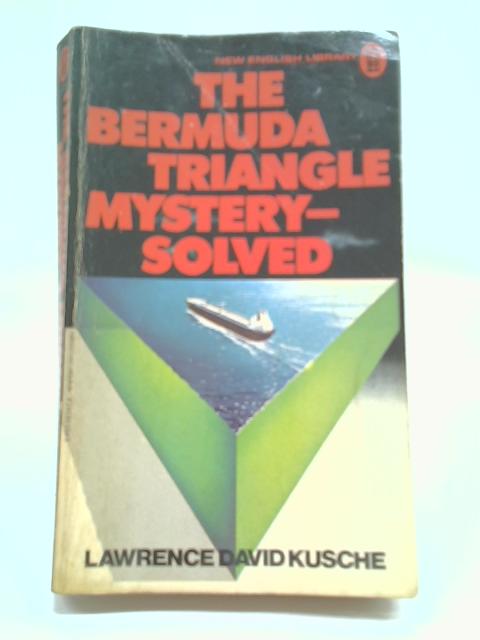 NEW ENGLISH LIBRARY
THE
BERMUDA
TRIANGLE
MYSTERY—
SOLVED
LAWRENCE DAVID KUSCHE